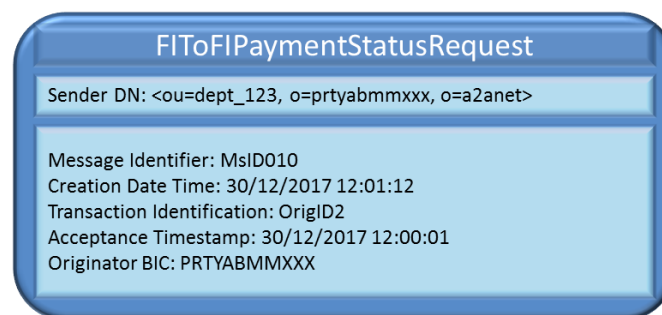 FIToFIPaymentStatusRequest
Sender DN: <ou=dept_123, o=prtyabmmxxx, o=a2anet>
Message Identifier: MsID010
Creation Date Time: 30/12/2017 12:01:12
Transaction Identification: OrigID2
Acceptance Timestamp: 30/12/2017 12:00:01
Originator BIC: PRTYABMMXXX